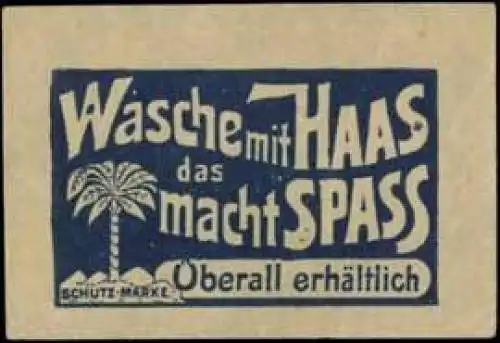 Wasche mit HAAS
das
macht SPASS
Überall erhältlich
SCHUTZ-MARKE